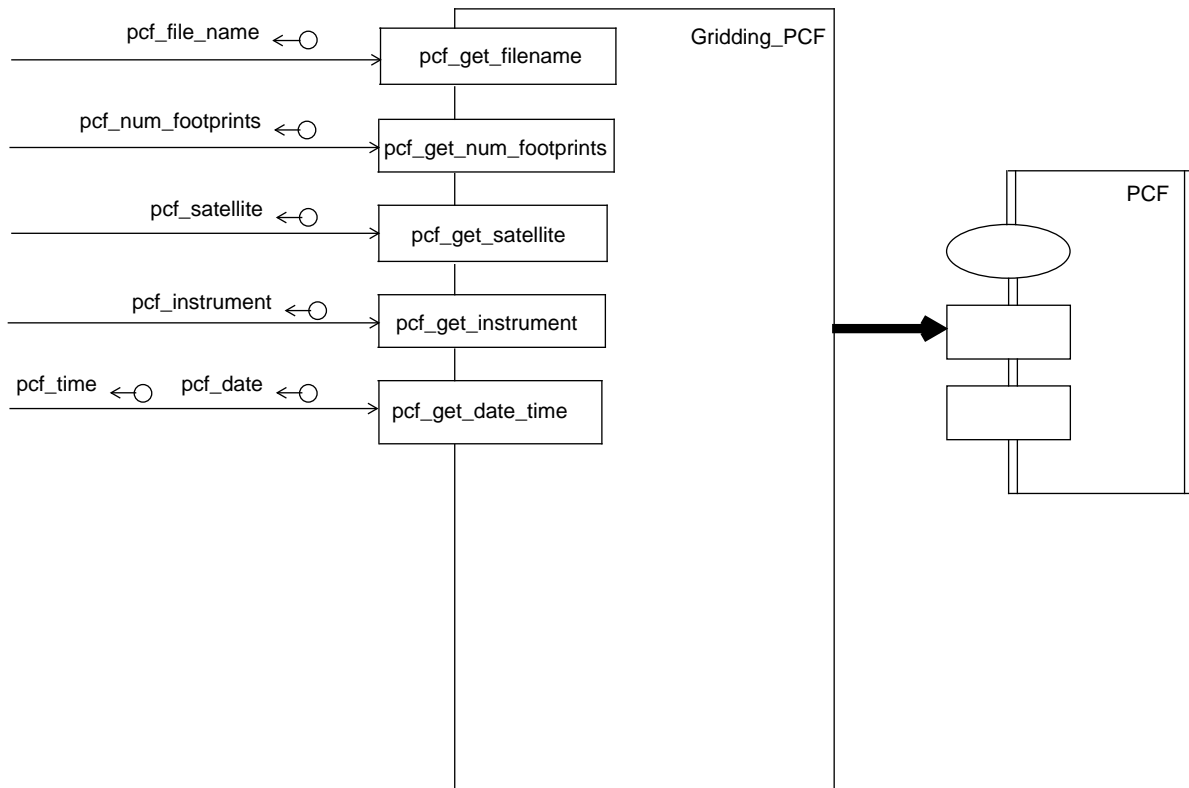 pcf_file_name
pcf_get_filename
Gridding_PCF
pcf_num_footprints
pcf_get_num_footprints
pcf_satellite
pcf_get_satellite
PCF
pcf_instrument
pcf_get_instrument
pcf_time
pcf_date
pcf_get_date_time